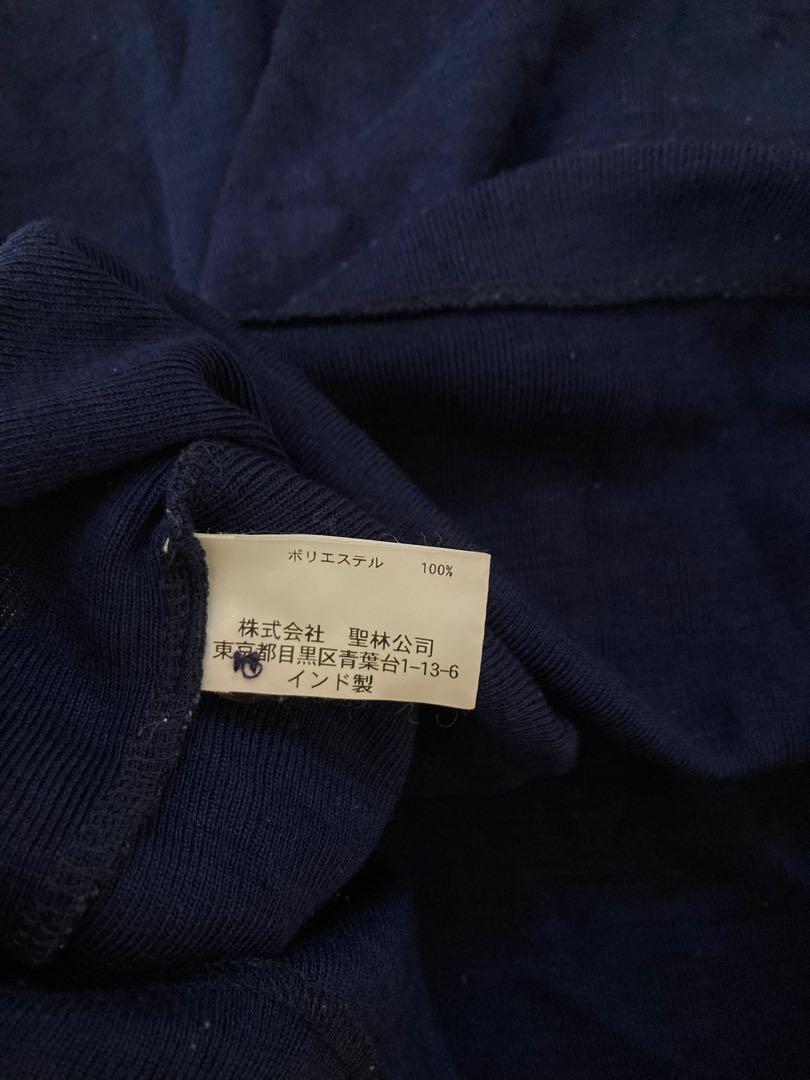 ポリエステル 100%
株式会社 聖林公司
東京都目黒区青葉台1-13-6
インド製